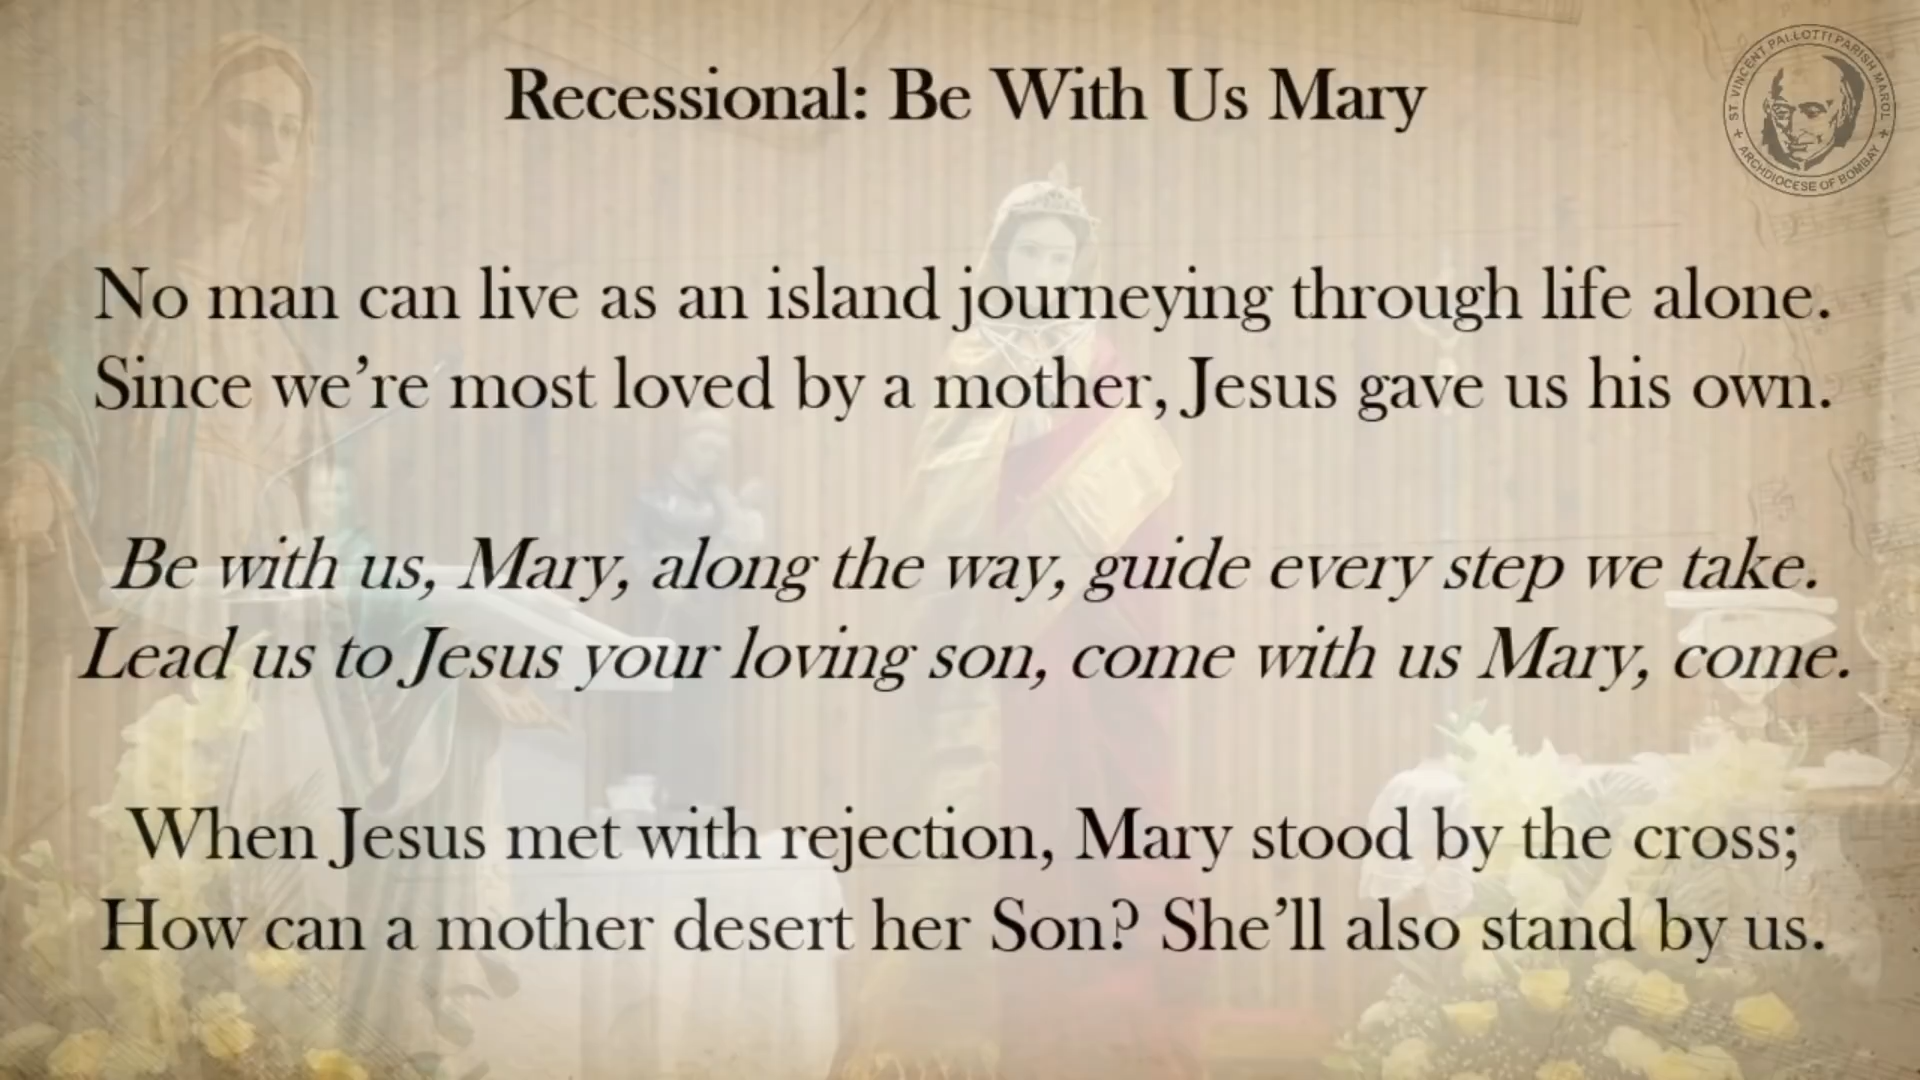 Recessional: Be With Us Mary
ST VINCENT PALLOTTI PARISH MAROL
ARCHDIOCESE OF BOMBAY
No man can live as an island journeying through life alone.
Since we're most loved by a mother, Jesus gave us his own.
Be with us, Mary, along the way, guide every step we take.
Lead us to Jesus your loving son, come with us Mary, come.
When Jesus met with rejection, Mary stood by the cross;
How can a mother desert her Son? She'll also stand by us.